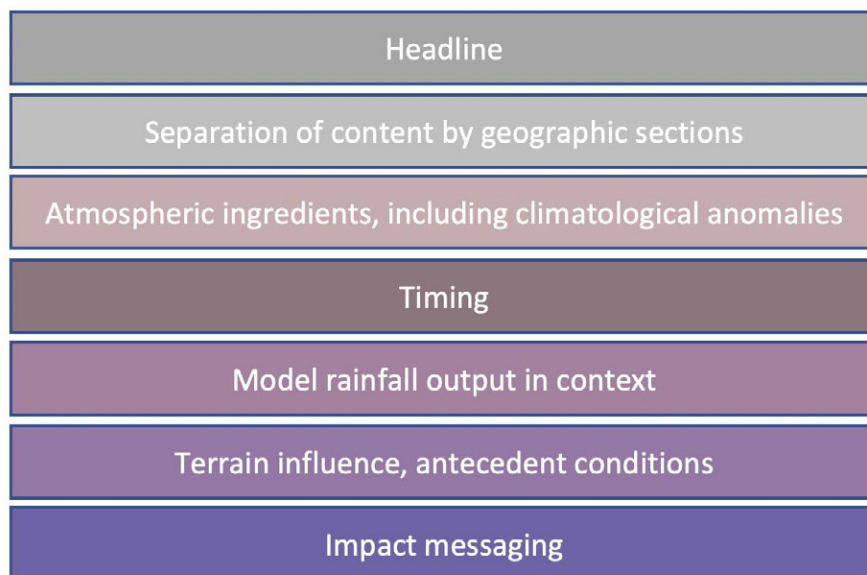 Headline
Separation of content by geographic sections
Atmospheric ingredients, including climatological anomalies
Timing
Model rainfall output in context
Terrain influence, antecedent conditions
Impact messaging